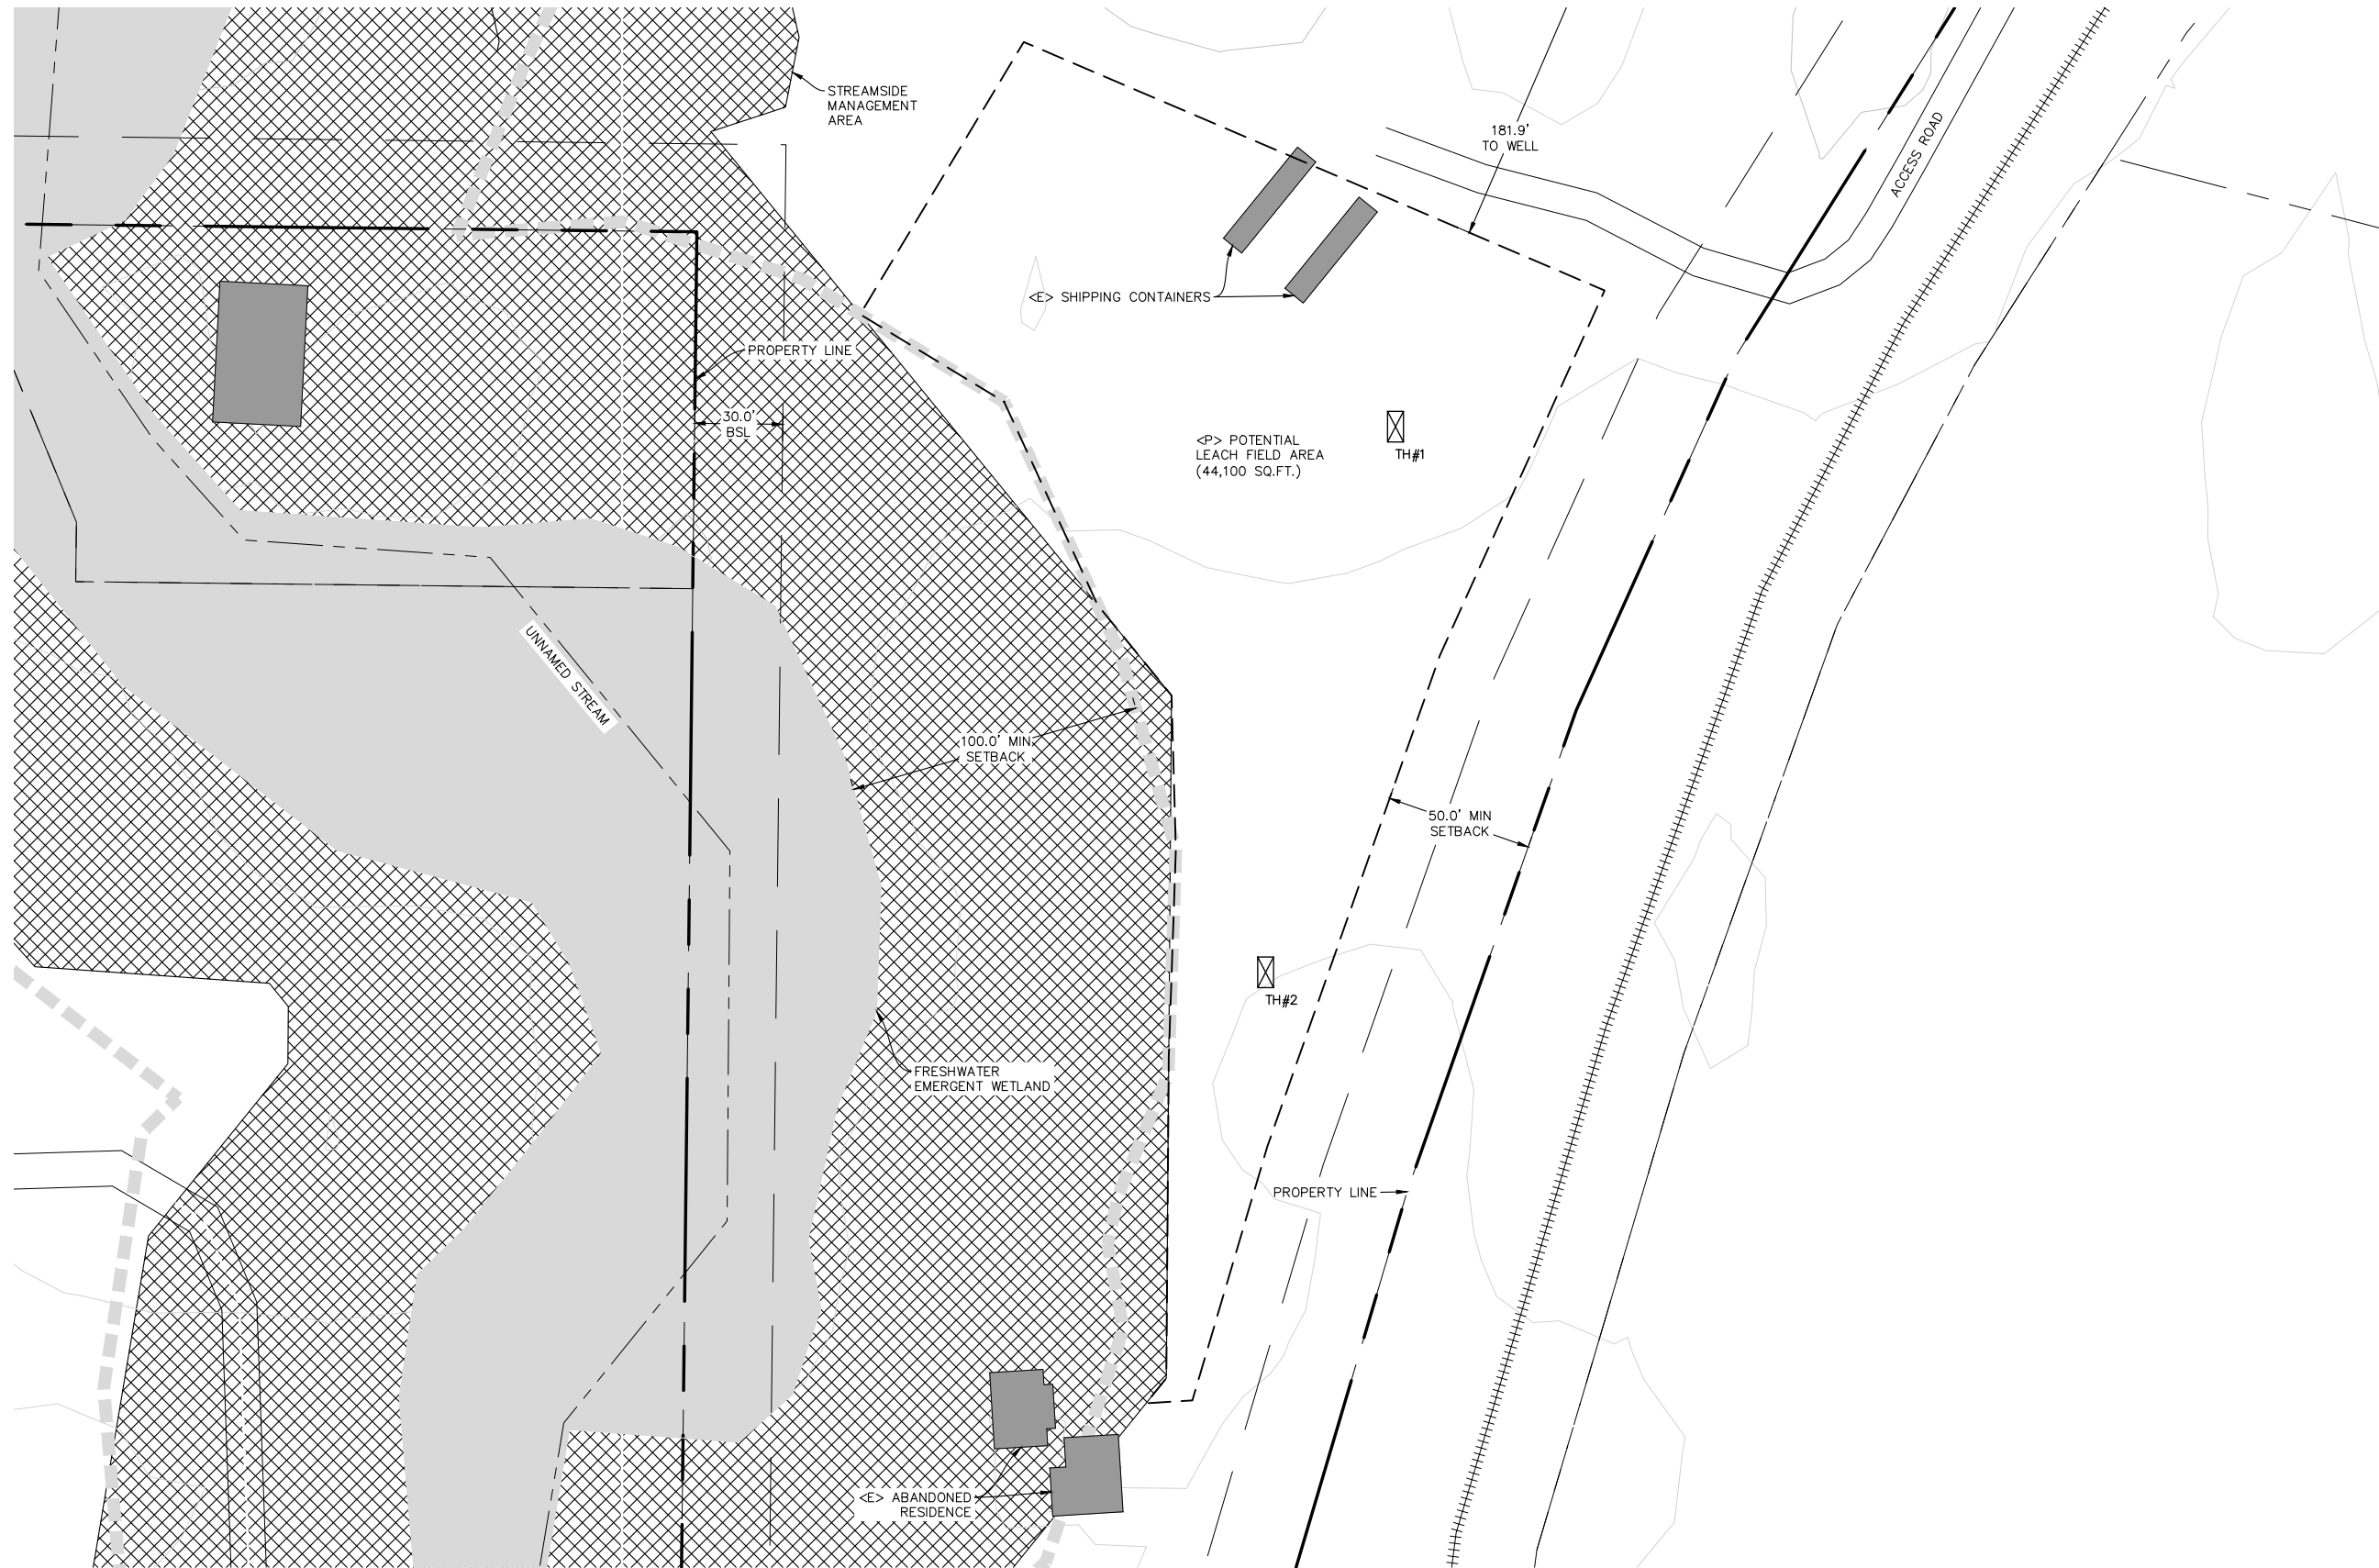 STREAMSIDE
MANAGEMENT
AREA
181.9'
TO WELL
ACCESS ROAD
<E> SHIPPING CONTAINERS
PROPERTY LINE
30.0'
BSL
<P> POTENTIAL
LEACH FIELD AREA
(44,100 SQ.FT.)
TH#1
UNNAMED STREAM
100.0' MIN
SETBACK
50.0' MIN
SETBACK
TH#2
FRESHWATER
EMERGENT WETLAND
PROPERTY LINE
<E> ABANDONED
RESIDENCE